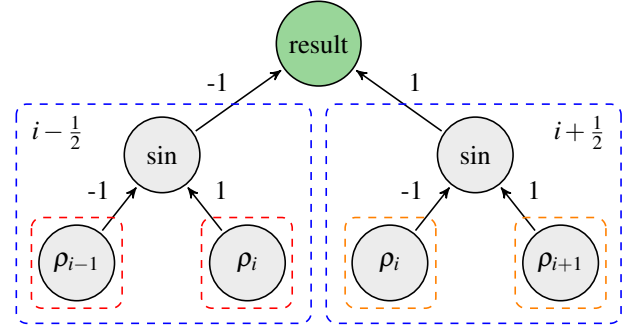 result
-1 1
i − 1/2 i + 1/2
sin sin
-1 1 -1 1
ρᵢ₋₁ ρᵢ ρᵢ ρᵢ₊₁